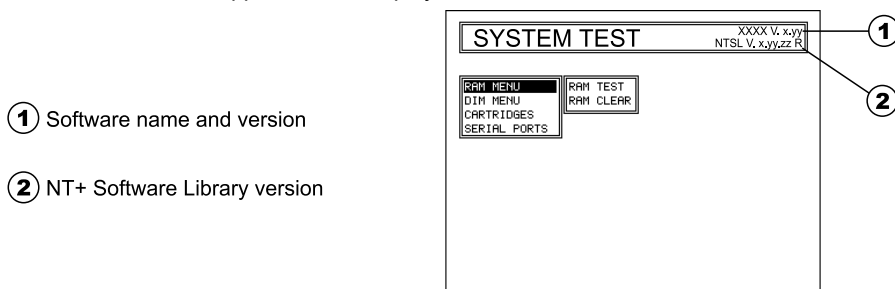 SYSTEM TEST
XXXX V. x.yy
NTSL V. x.yy.zz R
1
2
RAM MENU
DIM MENU
CARTRIDGES
SERIAL PORTS
RAM TEST
RAM CLEAR
1 Software name and version
2 NT+ Software Library version